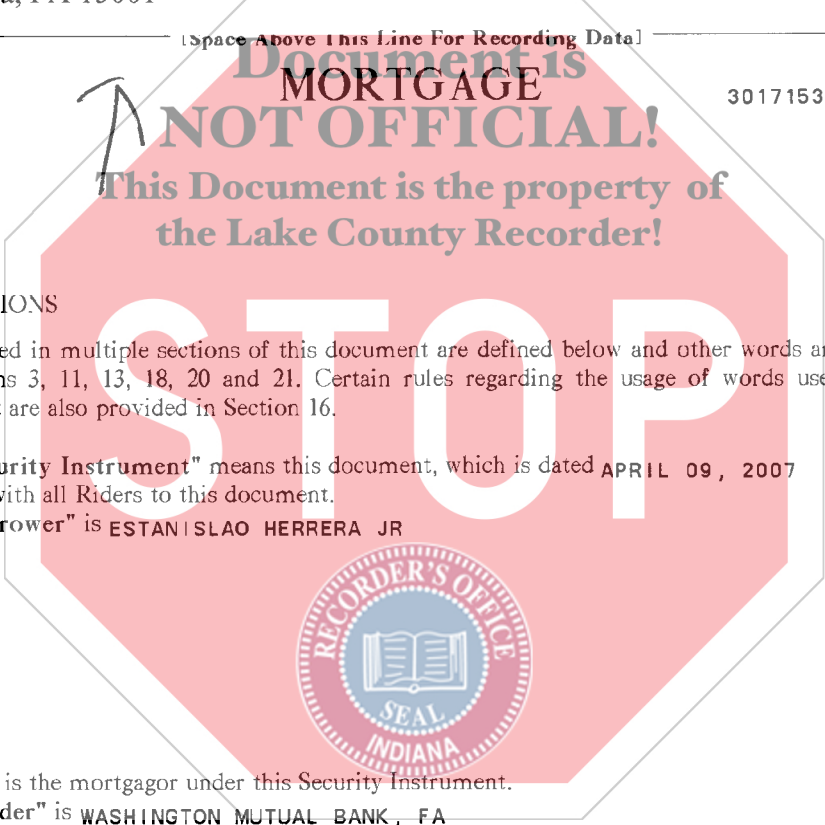 a, PA 15001
[Space Above This Line For Recording Data]
Document is
MORTGAGE
3017153
NOT OFFICIAL!
This Document is the property of
the Lake County Recorder!
IONS
ed in multiple sections of this document are defined below and other words a
ns 3, 11, 13, 18, 20 and 21. Certain rules regarding the usage of words use
are also provided in Section 16.
urity Instrument" means this document, which is dated APRIL 09, 2007
with all Riders to this document.
rower" is ESTANISLAO HERRERA JR
STOP
RECORDER'S OFFICE
SEAL
INDIANA
is the mortgagor under this Security Instrument.
der" is WASHINGTON MUTUAL BANK, FA